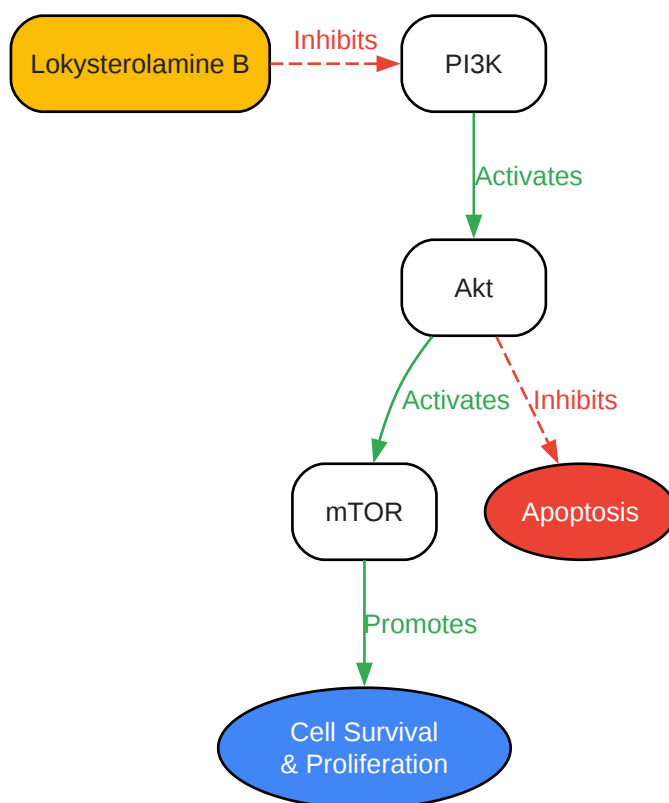 Lokysterolamine B
Inhibits
PI3K
Activates
Akt
Activates
Inhibits
mTOR
Apoptosis
Promotes
Cell Survival
& Proliferation